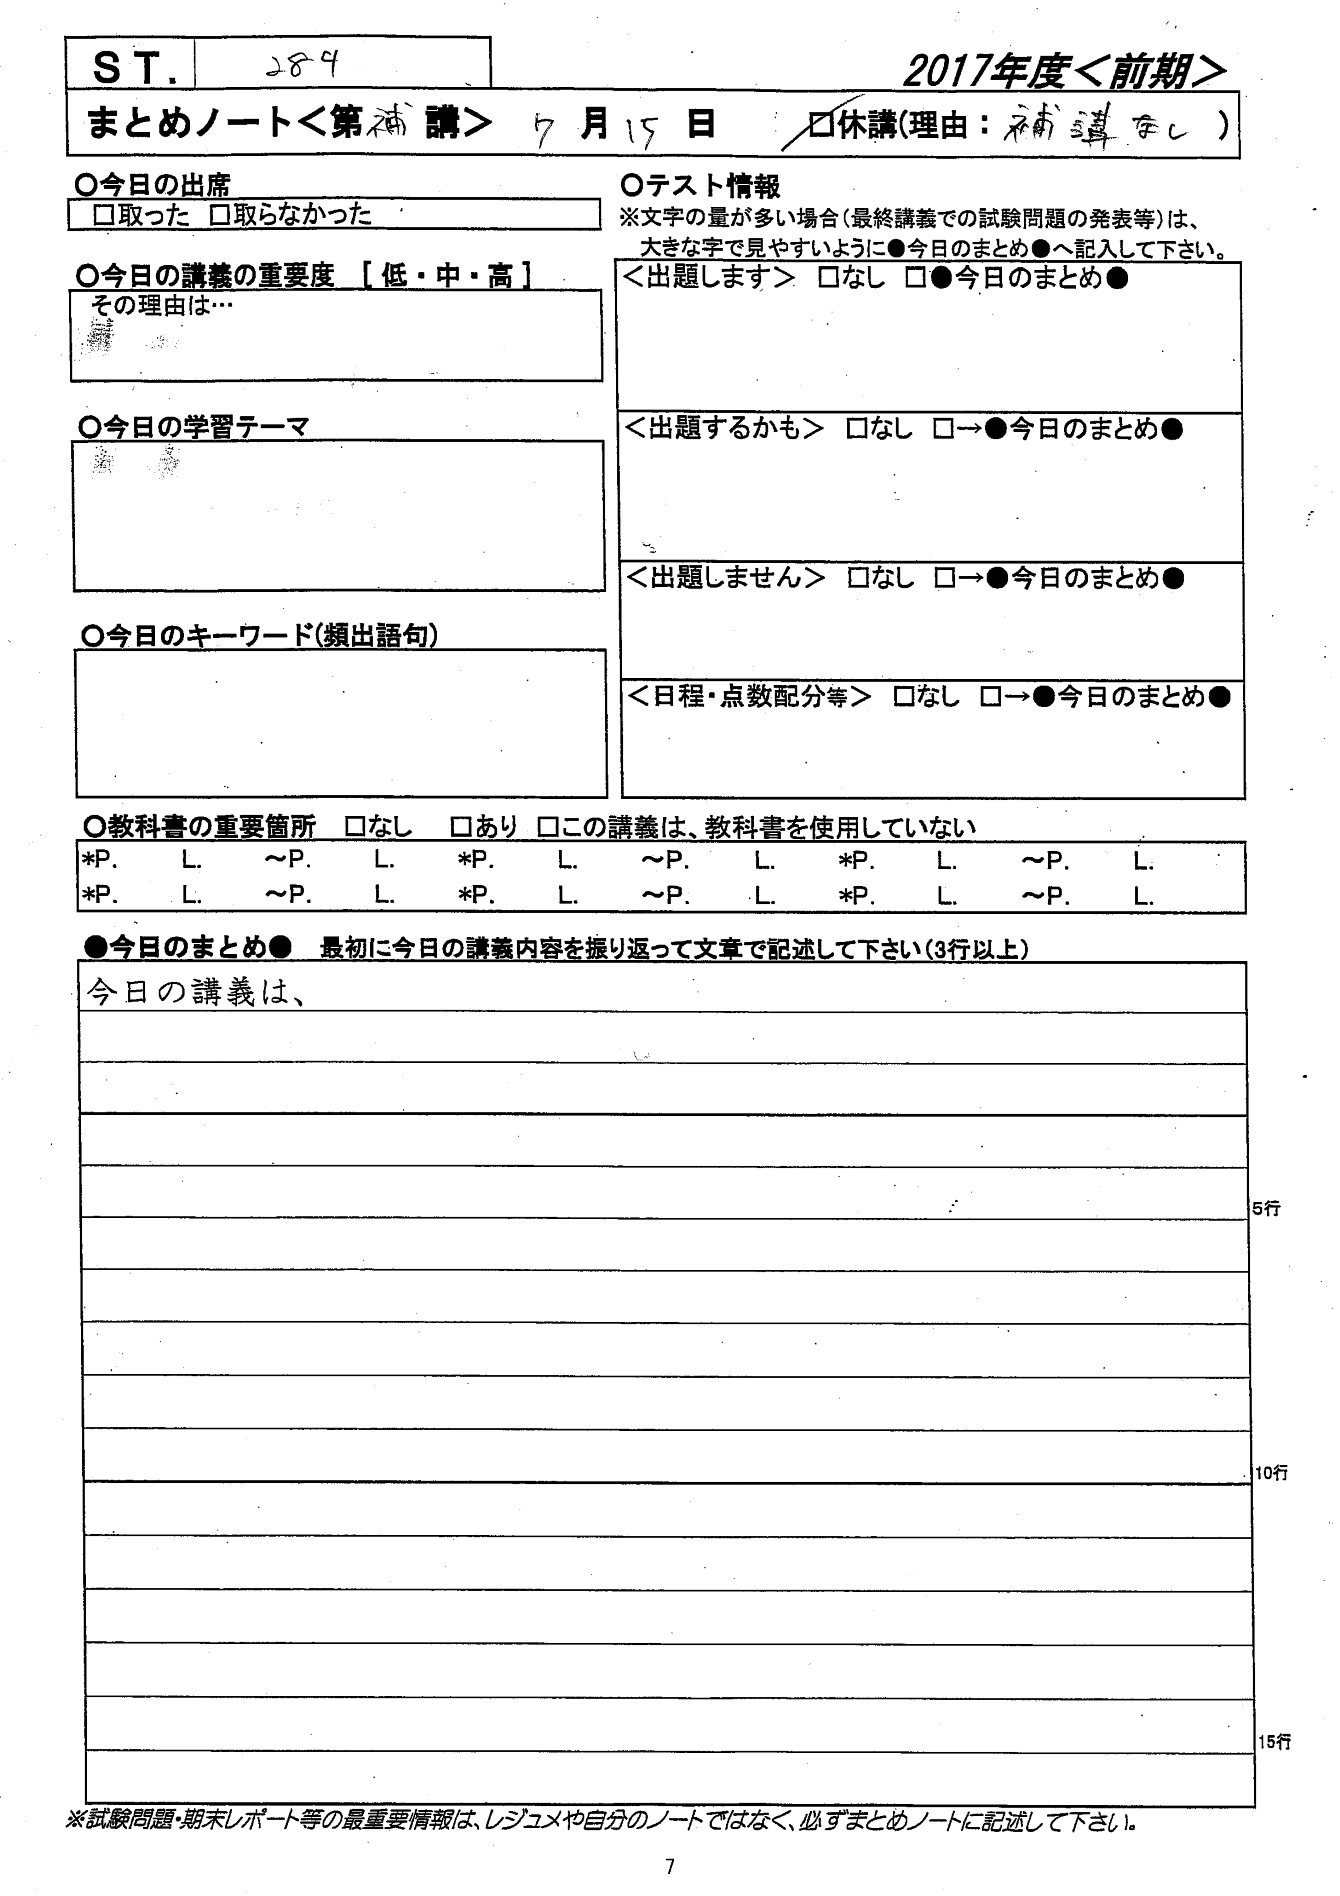 ST. 284
2017年度＜前期＞
まとめノート＜第 補 講＞ 7 月 15 日 ☑休講(理由：補講なし )
〇今日の出席
□取った □取らなかった
〇今日の講義の重要度 [ 低・中・高 ]
その理由は…
〇今日の学習テーマ
〇今日のキーワード(頻出語句)
〇テスト情報
※文字の量が多い場合(最終講義での試験問題の発表等)は、
大きな字で見やすいように●今日のまとめ●へ記入して下さい。
＜出題します＞ □なし □●今日のまとめ●
＜出題するかも＞ □なし □→●今日のまとめ●
＜出題しません＞ □なし □→●今日のまとめ●
＜日程・点数配分等＞ □なし □→●今日のまとめ●
〇教科書の重要箇所 □なし □あり □この講義は、教科書を使用していない
*P. L. ～P. L. *P. L. ～P. L. *P. L. ～P. L.
*P. L. ～P. L. *P. L. ～P. L. *P. L. ～P. L.
●今日のまとめ● 最初に今日の講義内容を振り返って文章で記述して下さい(3行以上)
今日の講義は、
5行
10行
15行
※試験問題・期末レポート等の最重要情報は、レジュメや自分のノートではなく、必ずまとめノートに記述して下さい。
7